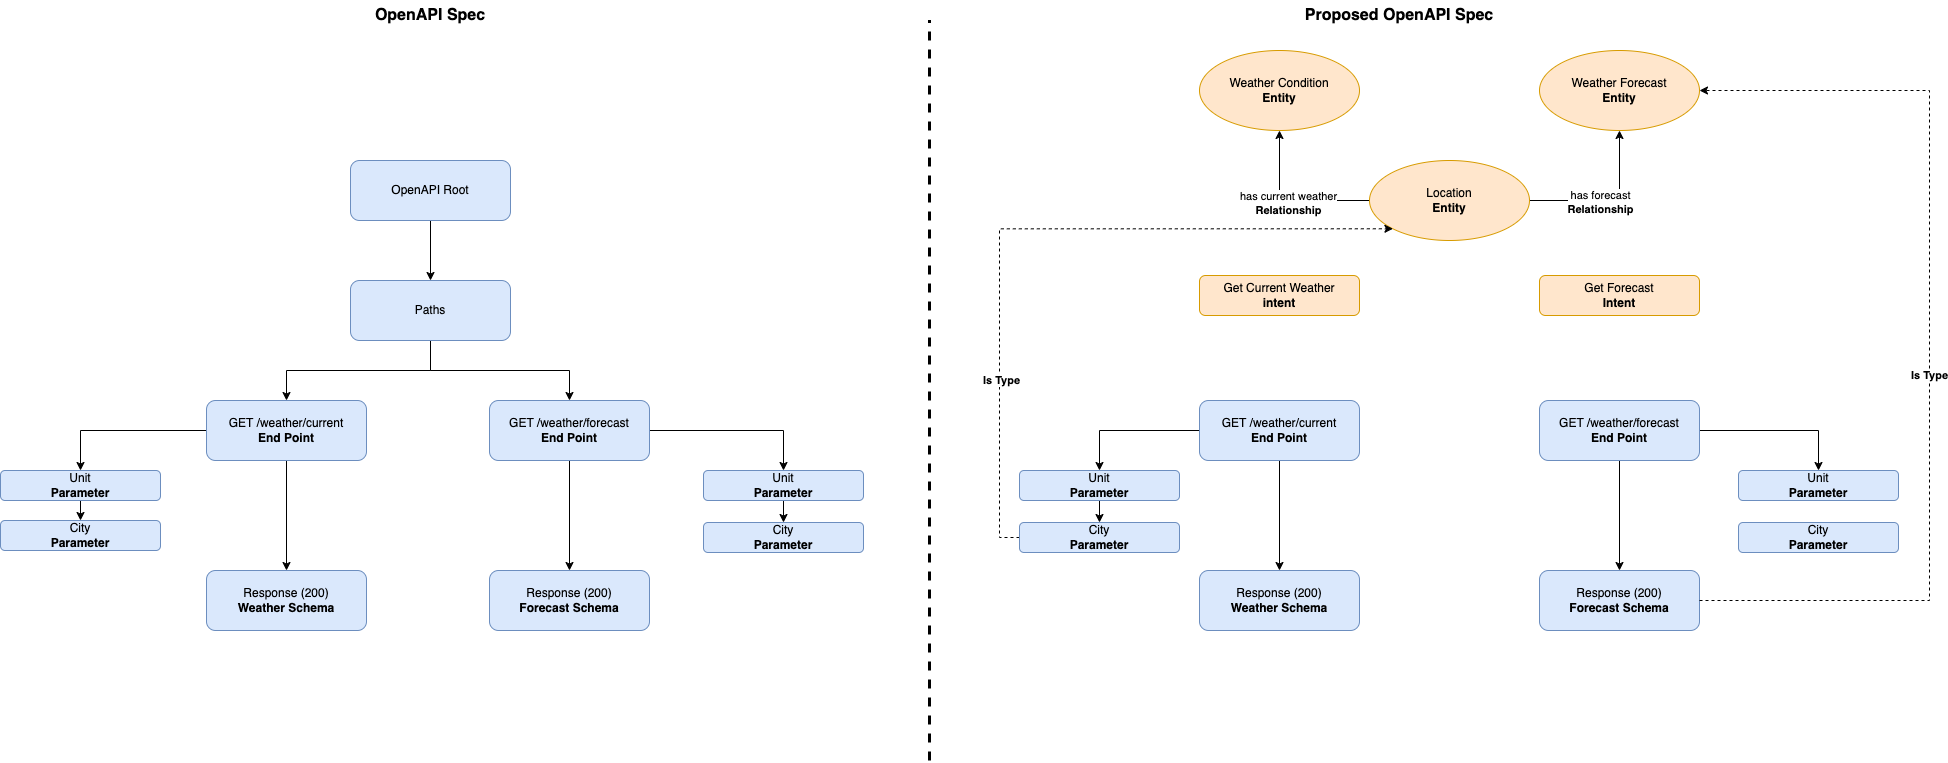 OpenAPI Spec
OpenAPI Root
Paths
GET /weather/current
End Point
GET /weather/forecast
End Point
Unit
Parameter
City
Parameter
Unit
Parameter
City
Parameter
Response (200)
Weather Schema
Response (200)
Forecast Schema
Proposed OpenAPI Spec
Weather Condition
Entity
Weather Forecast
Entity
has current weather
Relationship
Location
Entity
has forecast
Relationship
Get Current Weather
intent
Get Forecast
Intent
Is Type
Is Type
GET /weather/current
End Point
GET /weather/forecast
End Point
Unit
Parameter
City
Parameter
Unit
Parameter
City
Parameter
Response (200)
Weather Schema
Response (200)
Forecast Schema